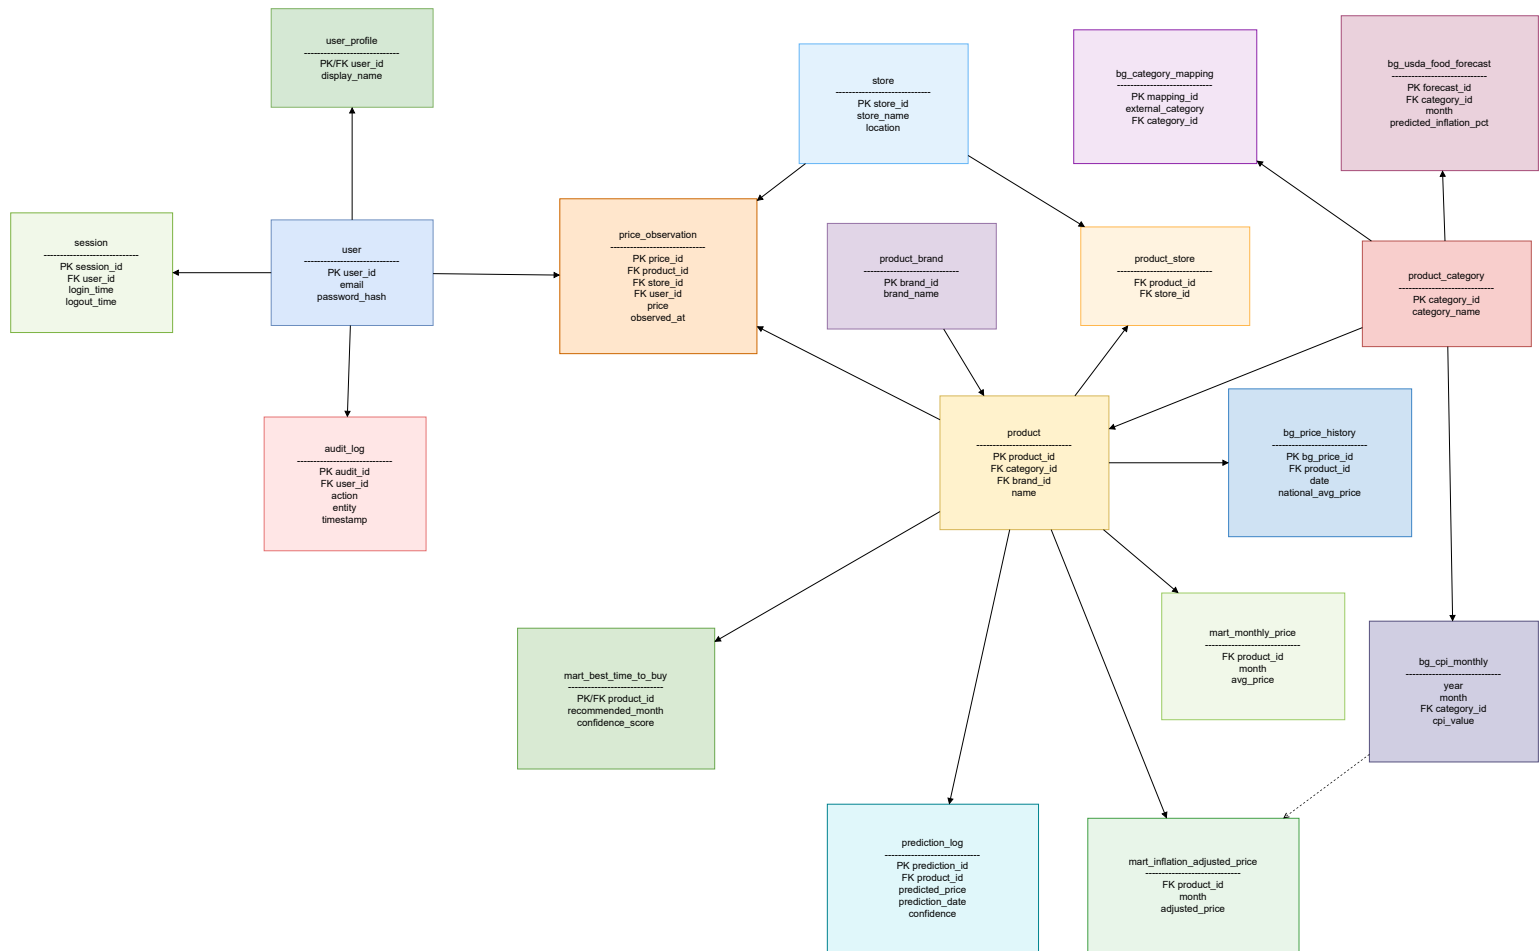 user_profile
------------------------------
PK/FK user_id
display_name
store
------------------------------
PK store_id
store_name
location
bg_category_mapping
------------------------------
PK mapping_id
external_category
FK category_id
bg_usda_food_forecast
------------------------------
PK forecast_id
FK category_id
month
predicted_inflation_pct
session
------------------------------
PK session_id
FK user_id
login_time
logout_time
user
------------------------------
PK user_id
email
password_hash
price_observation
------------------------------
PK price_id
FK product_id
FK store_id
FK user_id
price
observed_at
product_brand
------------------------------
PK brand_id
brand_name
product_store
------------------------------
FK product_id
FK store_id
product_category
------------------------------
PK category_id
category_name
audit_log
------------------------------
PK audit_id
FK user_id
action
entity
timestamp
product
------------------------------
PK product_id
FK category_id
FK brand_id
name
bg_price_history
------------------------------
PK bg_price_id
FK product_id
date
national_avg_price
mart_best_time_to_buy
------------------------------
PK/FK product_id
recommended_month
confidence_score
mart_monthly_price
------------------------------
FK product_id
month
avg_price
bg_cpi_monthly
------------------------------
year
month
FK category_id
cpi_value
prediction_log
------------------------------
PK prediction_id
FK product_id
predicted_price
prediction_date
confidence
mart_inflation_adjusted_price
------------------------------
FK product_id
month
adjusted_price